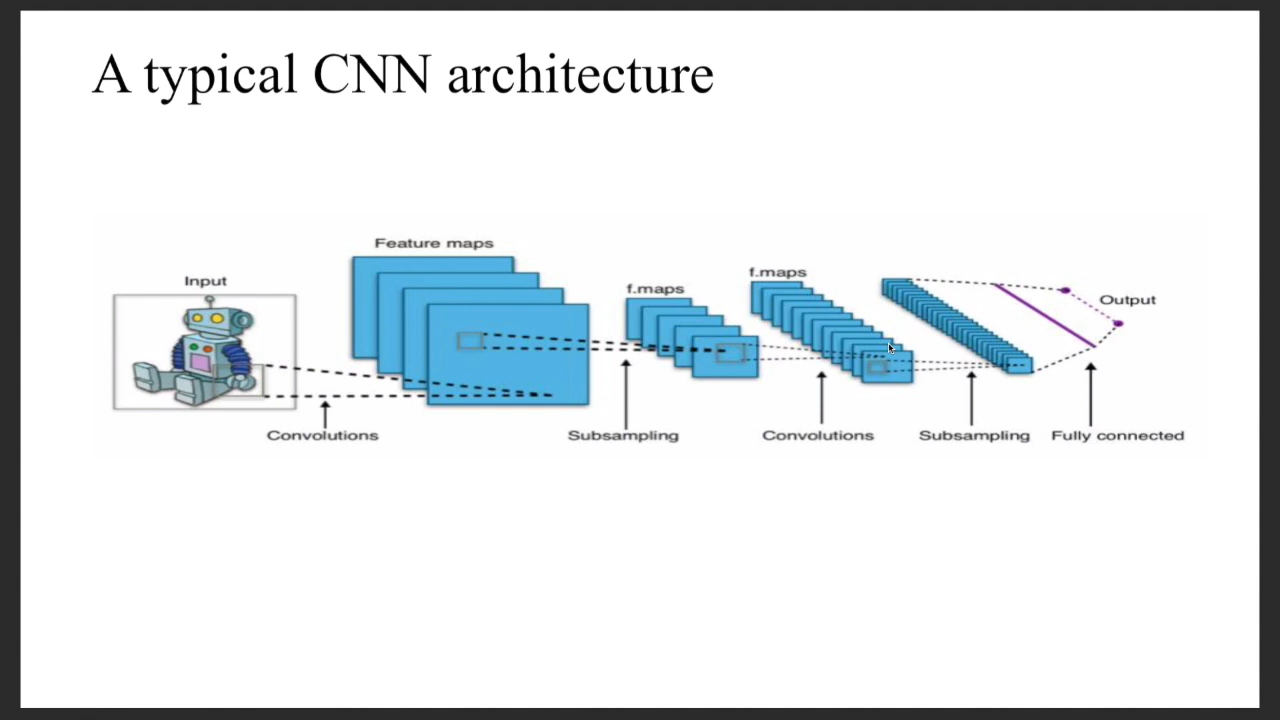 A typical CNN architecture
Feature maps
Input
f.maps
f.maps
Output
Convolutions
Subsampling
Convolutions
Subsampling
Fully connected